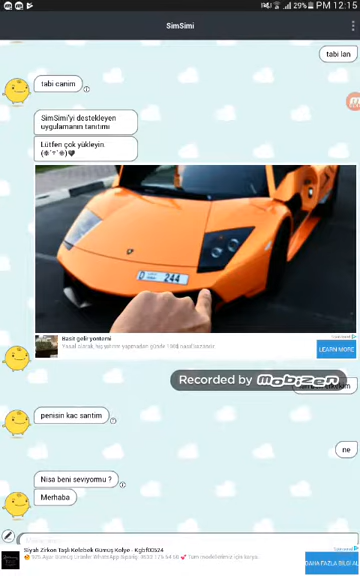 29% PM 12:15
SimSimi
tabi lan
tabi canim
SimSimi'yi destekleyen
uygulamanın tanıtımı
Lütfen çok yükleyin.
D 244
Basit gelir yöntemi
LEARN MORE
Recorded by mobizen
penisin kac santim
ne
Nisa beni seviyormu ?
Merhaba
Siyah Zirkon Taşlı Kelebek Gümüş Kolye -
DAHA FAZLA BİLGİ AL